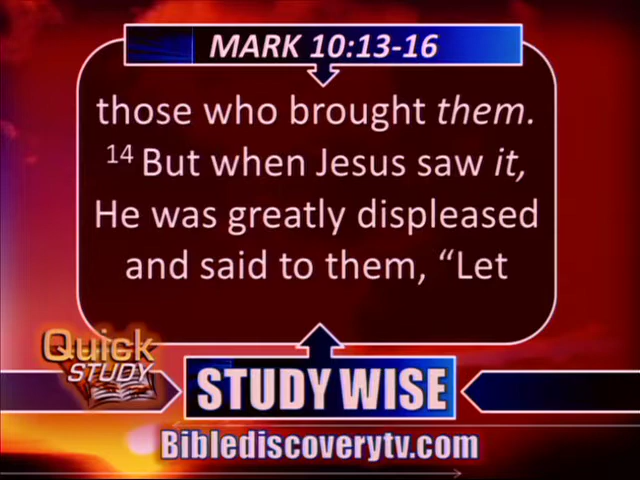 MARK 10:13-16
those who brought them.
14 But when Jesus saw it,
He was greatly displeased
and said to them, “Let
Quick
STUDY
STUDY WISE
Biblediscoverytv.com